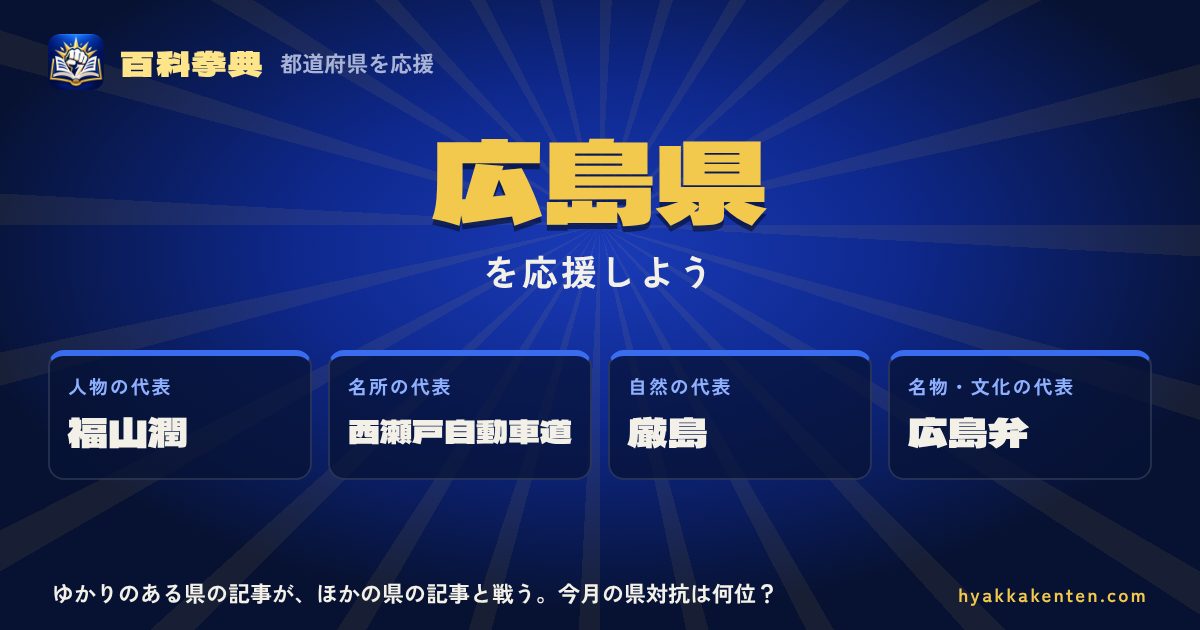 百科拳典 都道府県を応援
広島県
を応援しよう
人物の代表
福山潤
名所の代表
西瀬戸自動車道
自然の代表
厳島
名物・文化の代表
広島弁
ゆかりのある県の記事が、ほかの県の記事と戦う。今月の県対抗は何位？
hyakkakenten.com